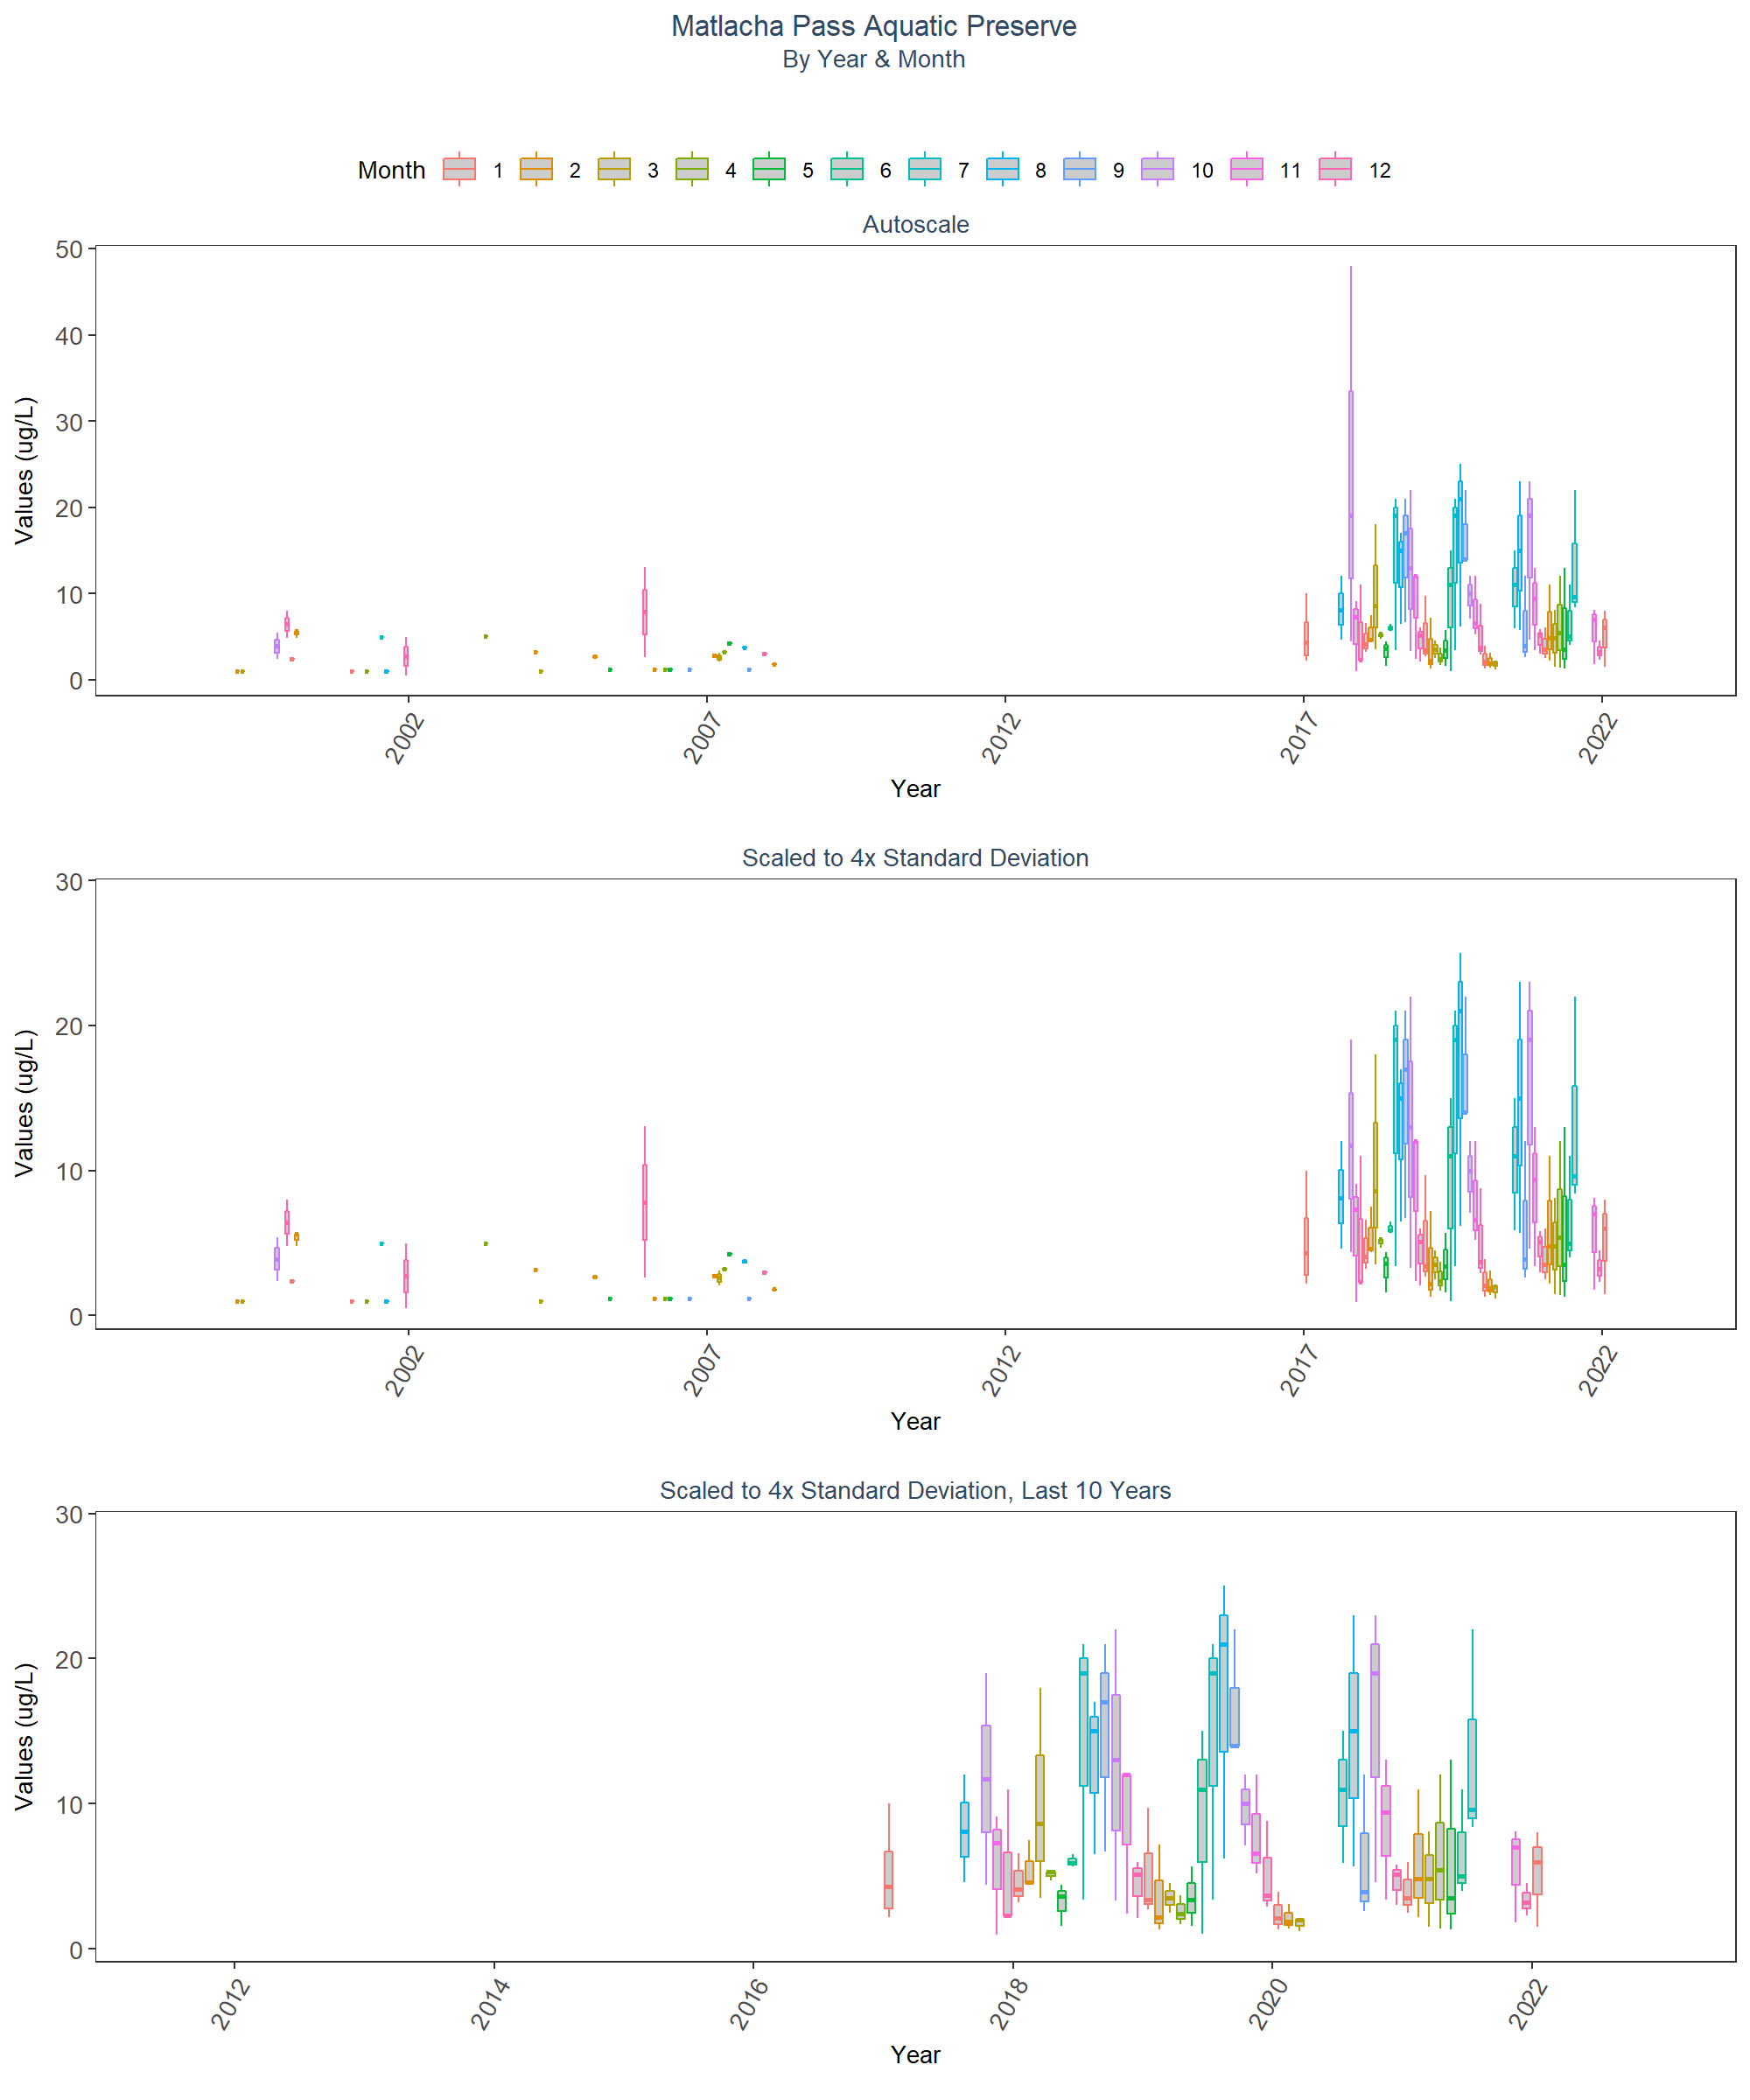 Matlacha Pass Aquatic Preserve
By Year & Month
Month 1 2 3 4 5 6 7 8 9 10 11 12
Autoscale
Values (ug/L)
50
40
30
20
10
0
2002 2007 2012 2017 2022
Year
Scaled to 4x Standard Deviation
Values (ug/L)
30
20
10
0
2002 2007 2012 2017 2022
Year
Scaled to 4x Standard Deviation, Last 10 Years
Values (ug/L)
30
20
10
0
2012 2014 2016 2018 2020 2022
Year